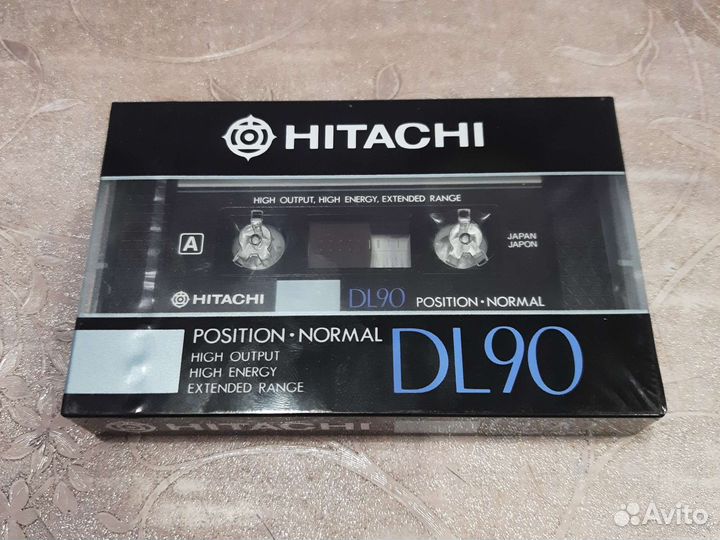 HITACHI
HIGH OUTPUT, HIGH ENERGY, EXTENDED RANGE
A
JAPAN
JAPON
HITACHI
DL90 POSITION·NORMAL
POSITION·NORMAL
HIGH OUTPUT
HIGH ENERGY
EXTENDED RANGE
DL90
HITACHI
Avito